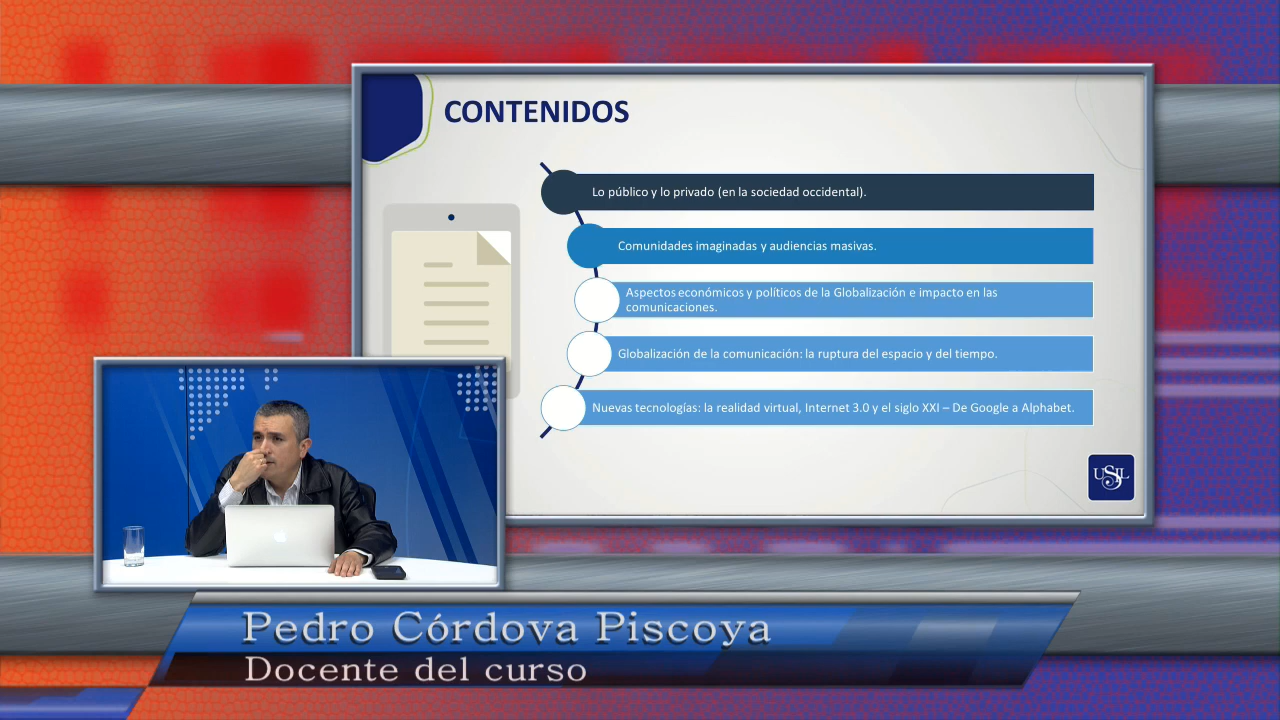 CONTENIDOS
Lo público y lo privado (en la sociedad occidental).
Comunidades imaginadas y audiencias masivas.
Aspectos económicos y políticos de la Globalización e impacto en las
comunicaciones.
Globalización de la comunicación: la ruptura del espacio y del tiempo.
Nuevas tecnologías: la realidad virtual, Internet 3.0 y el siglo XXI – De Google a Alphabet.
USIL
Pedro Córdova Piscoya
Docente del curso